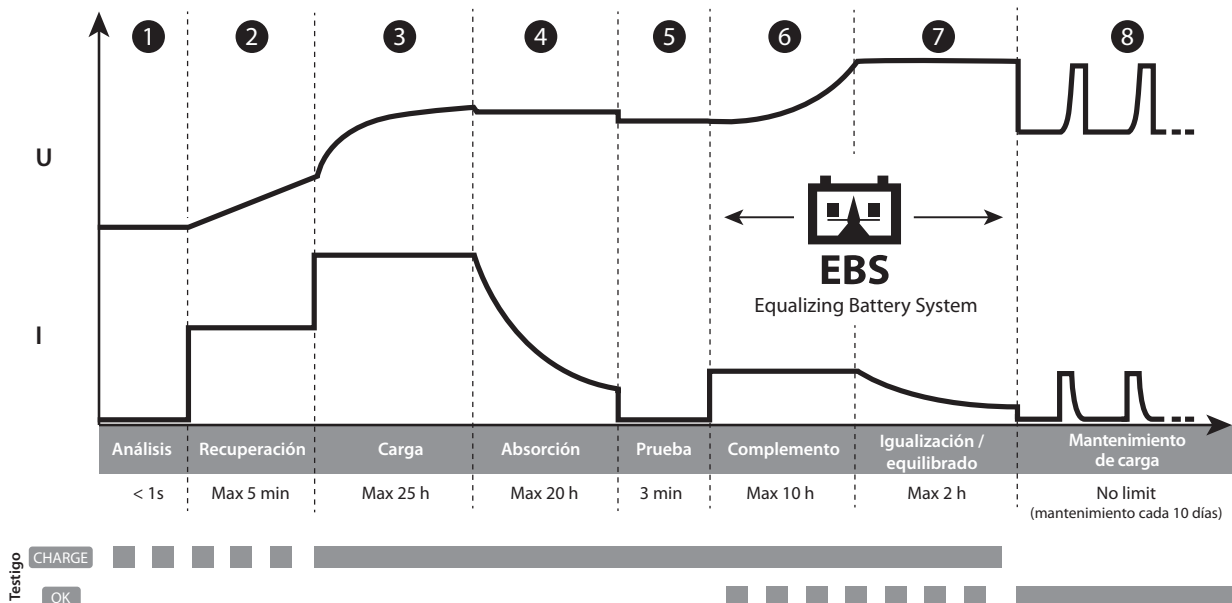 1 2 3 4 5 6 7 8
U
EBS
Equalizing Battery System
I
Análisis Recuperación Carga Absorción Prueba Complemento Igualización / Mantenimiento
equilibrado de carga
< 1s Max 5 min Max 25 h Max 20 h 3 min Max 10 h Max 2 h No limit
(mantenimiento cada 10 días)
Testigo
CHARGE
OK